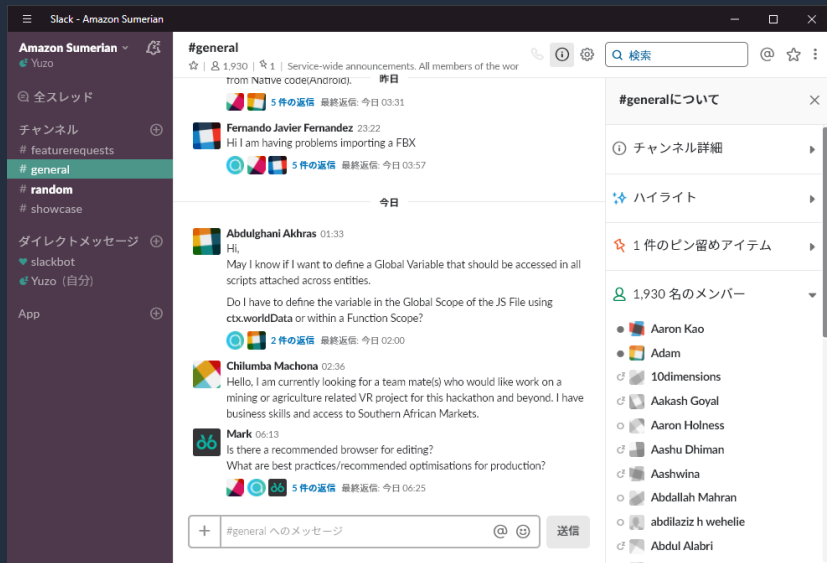 Slack - Amazon Sumerian
Amazon Sumerian
Yuzo
全スレッド
チャンネル
# featurerequests
# general
# random
# showcase
ダイレクトメッセージ
slackbot
Yuzo (自分)
App
#general
1,930 | 1 | Service-wide announcements. All members of the wor
検索
昨日
from Native code(Android).
5 件の返信 最終返信: 今日 03:31
Fernando Javier Fernandez 23:22
Hi I am having problems importing a FBX
5 件の返信 最終返信: 今日 03:57
今日
Abdulghani Akhras 01:33
Hi,
May I know if I want to define a Global Variable that should be accessed in all
scripts attached across entities.
Do I have to define the variable in the Global Scope of the JS File using
ctx.worldData or within a Function Scope?
2 件の返信 最終返信: 今日 02:00
Chilumba Machona 02:36
Hello, I am currently looking for a team mate(s) who would like work on a
mining or agriculture related VR project for this hackathon and beyond. I have
business skills and access to Southern African Markets.
Mark 06:13
Is there a recommended browser for editing?
What are best practices/recommended optimisations for production?
5 件の返信 最終返信: 今日 06:25
#general へのメッセージ
送信
#generalについて
チャンネル詳細
ハイライト
1 件のピン留めアイテム
1,930 名のメンバー
Aaron Kao
Adam
10dimensions
Aakash Goyal
Aaron Holness
Aashu Dhiman
Aashwina
Abdallah Mahran
abdilaziz h wehelie
Abdul Alabri